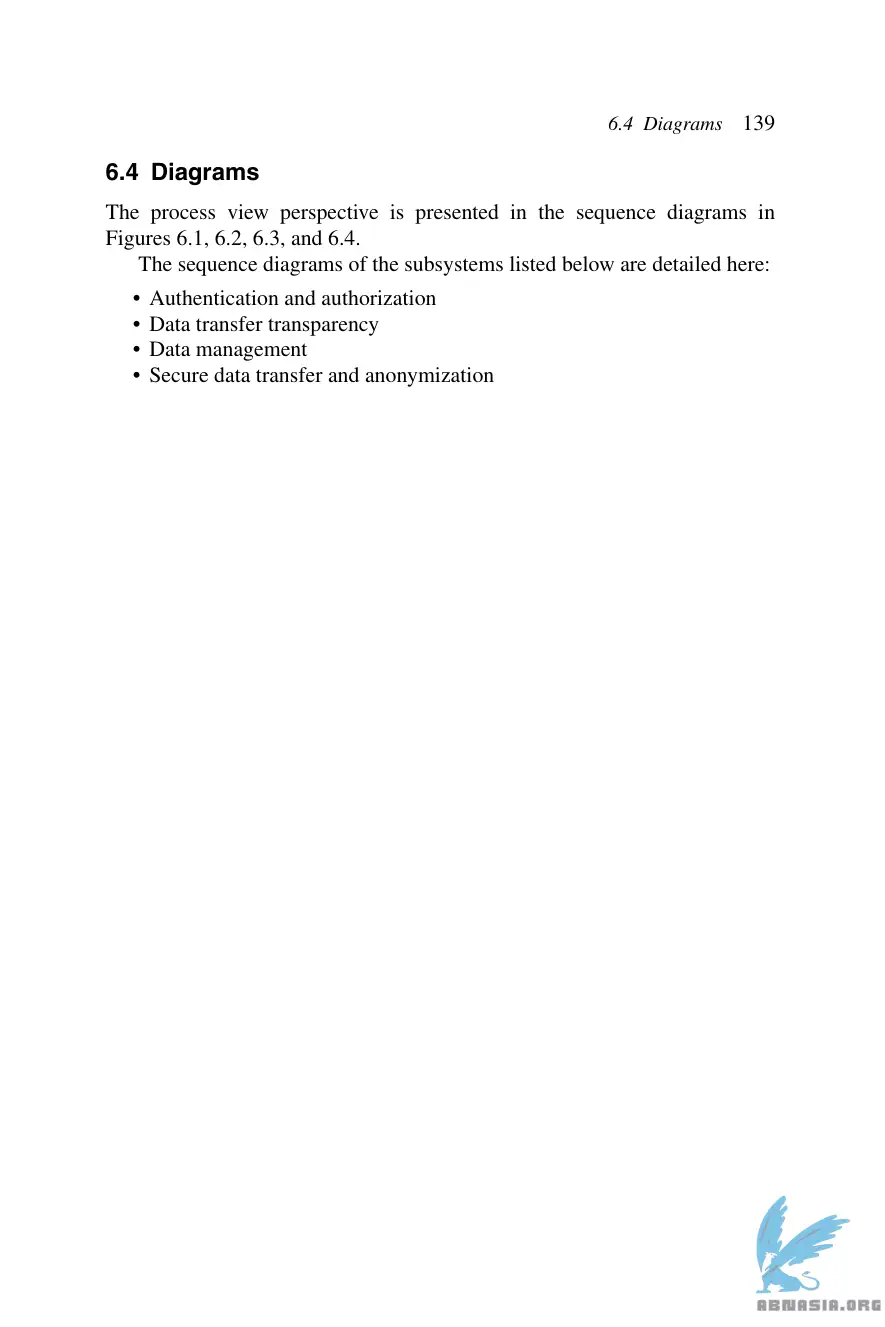 6.4 Diagrams 139
6.4 Diagrams
The process view perspective is presented in the sequence diagrams in
Figures 6.1, 6.2, 6.3, and 6.4.
The sequence diagrams of the subsystems listed below are detailed here:
• Authentication and authorization
• Data transfer transparency
• Data management
• Secure data transfer and anonymization
ABNASIA.ORG